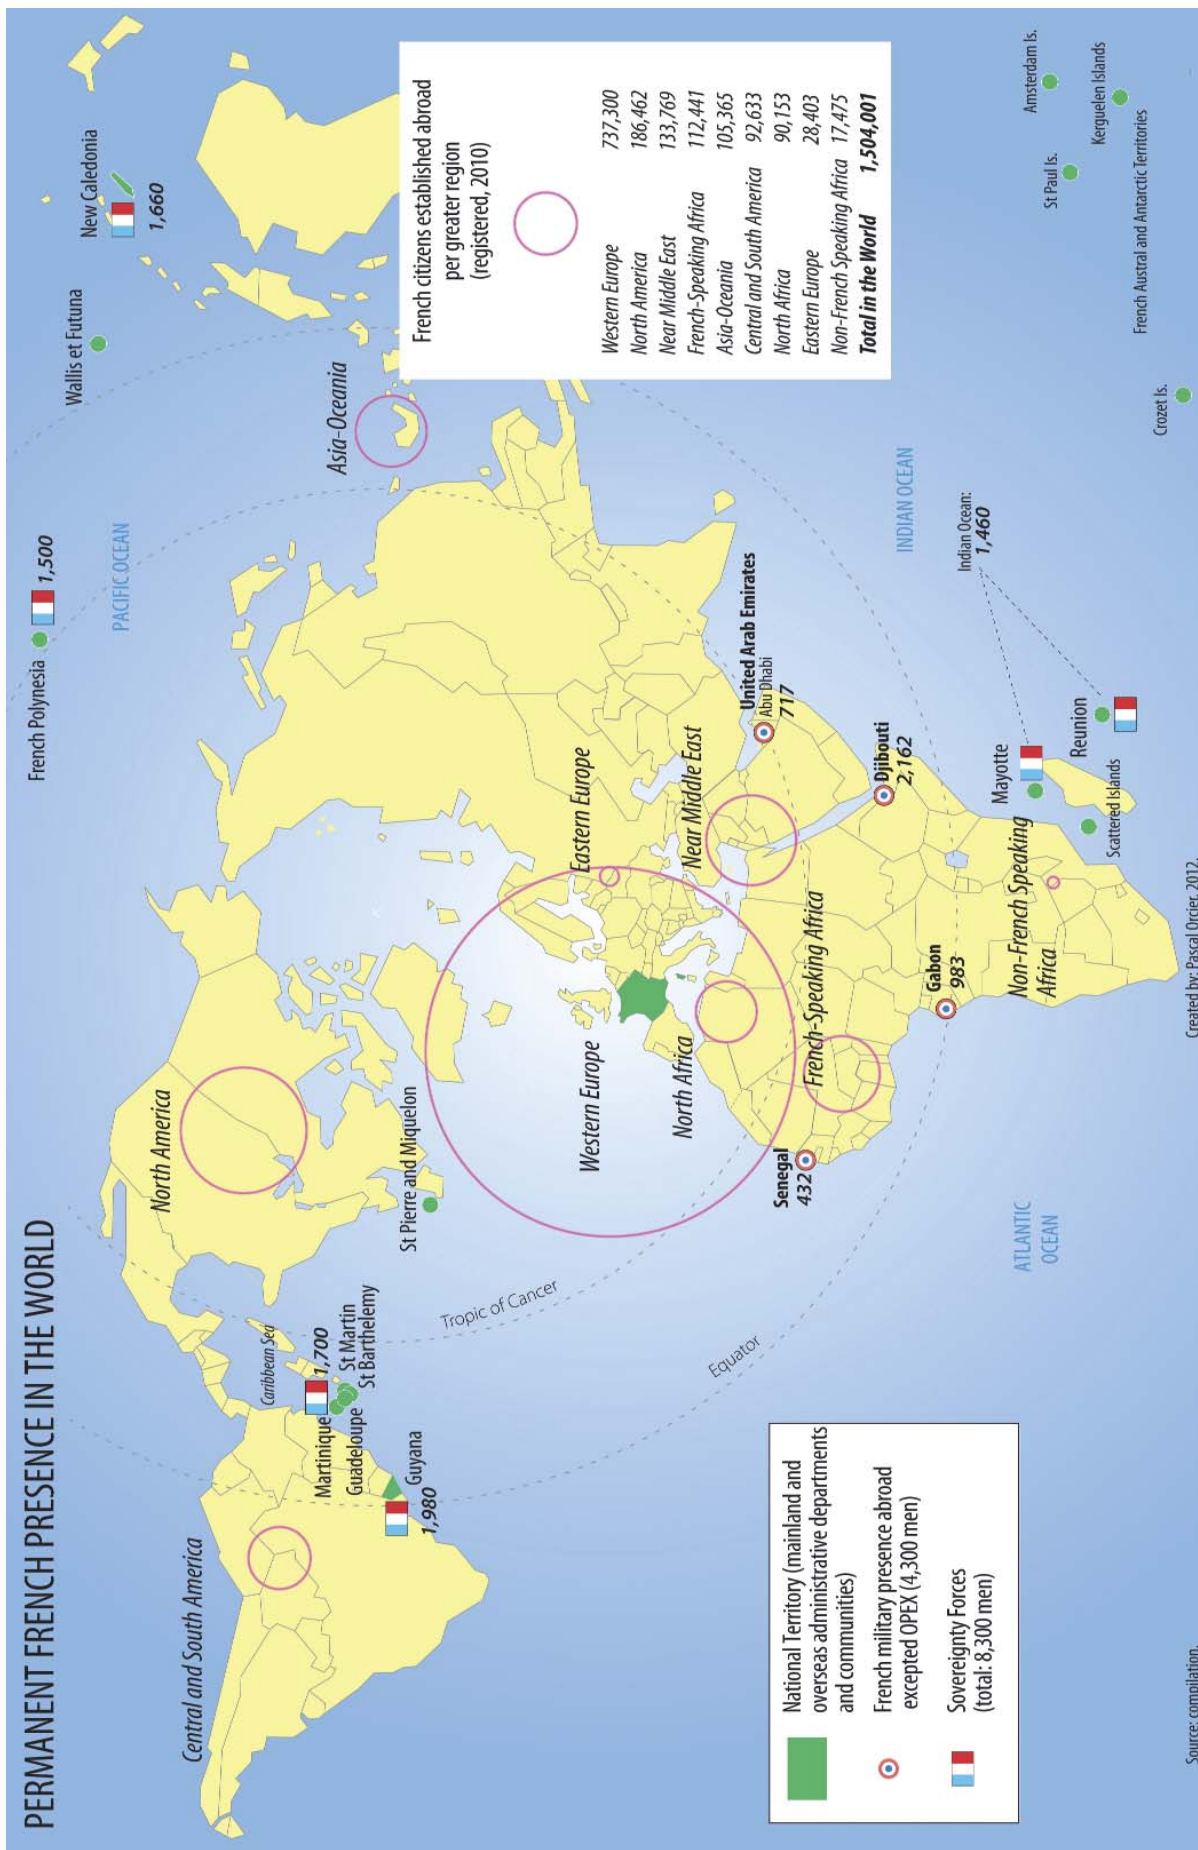 PERMANENT FRENCH PRESENCE IN THE WORLD
French Polynesia
1,500
Wallis et Futuna
New Caledonia
1,660
PACIFIC OCEAN
North America
Asia-Oceania
Central and South America
Caribbean Sea
1,700
Martinique
Guadeloupe
St Martin
St Barthelemy
Guyana
1,980
St Pierre and Miquelon
Tropic of Cancer
Equator
Western Europe
Eastern Europe
North Africa
Near Middle East
United Arab Emirates
Abu Dhabi
717
Djibouti
2,162
French-Speaking Africa
Senegal
432
Gabon
983
Non-French Speaking
Africa
ATLANTIC
OCEAN
INDIAN OCEAN
Indian Ocean:
1,460
Mayotte
Reunion
Scattered Islands
Amsterdam Is.
St Paul Is.
Kerguelen Islands
French Austral and Antarctic Territories
Crozet Is.
French citizens established abroad
per greater region
(registered, 2010)
Western Europe 737,300
North America 186,462
Near Middle East 133,769
French-Speaking Africa 112,441
Asia-Oceania 105,365
Central and South America 92,633
North Africa 90,153
Eastern Europe 28,403
Non-French Speaking Africa 17,475
Total in the World 1,504,001
National Territory (mainland and
overseas administrative departments
and communities)
French military presence abroad
excepted OPEX (4,300 men)
Sovereignty Forces
(total: 8,300 men)
Source: compilation.
Created by: Pascal Orcier, 2012.